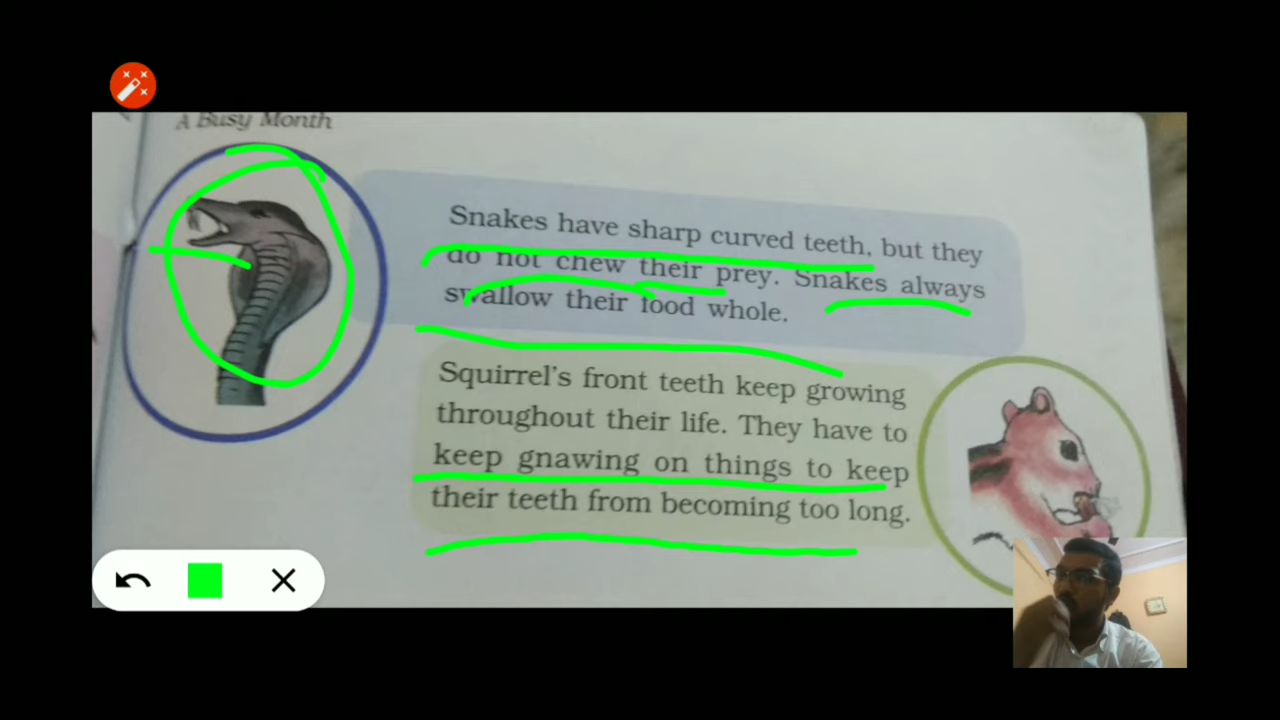 A Busy Month
Snakes have sharp curved teeth, but they
do not chew their prey. Snakes always
swallow their food whole.
Squirrel's front teeth keep growing
throughout their life. They have to
keep gnawing on things to keep
their teeth from becoming too long.